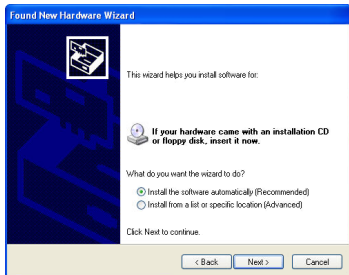 Found New Hardware Wizard
This wizard helps you install software for:
If your hardware came with an installation CD
or floppy disk, insert it now.
What do you want the wizard to do?
Install the software automatically (Recommended)
Install from a list or specific location (Advanced)
Click Next to continue.
< Back Next > Cancel